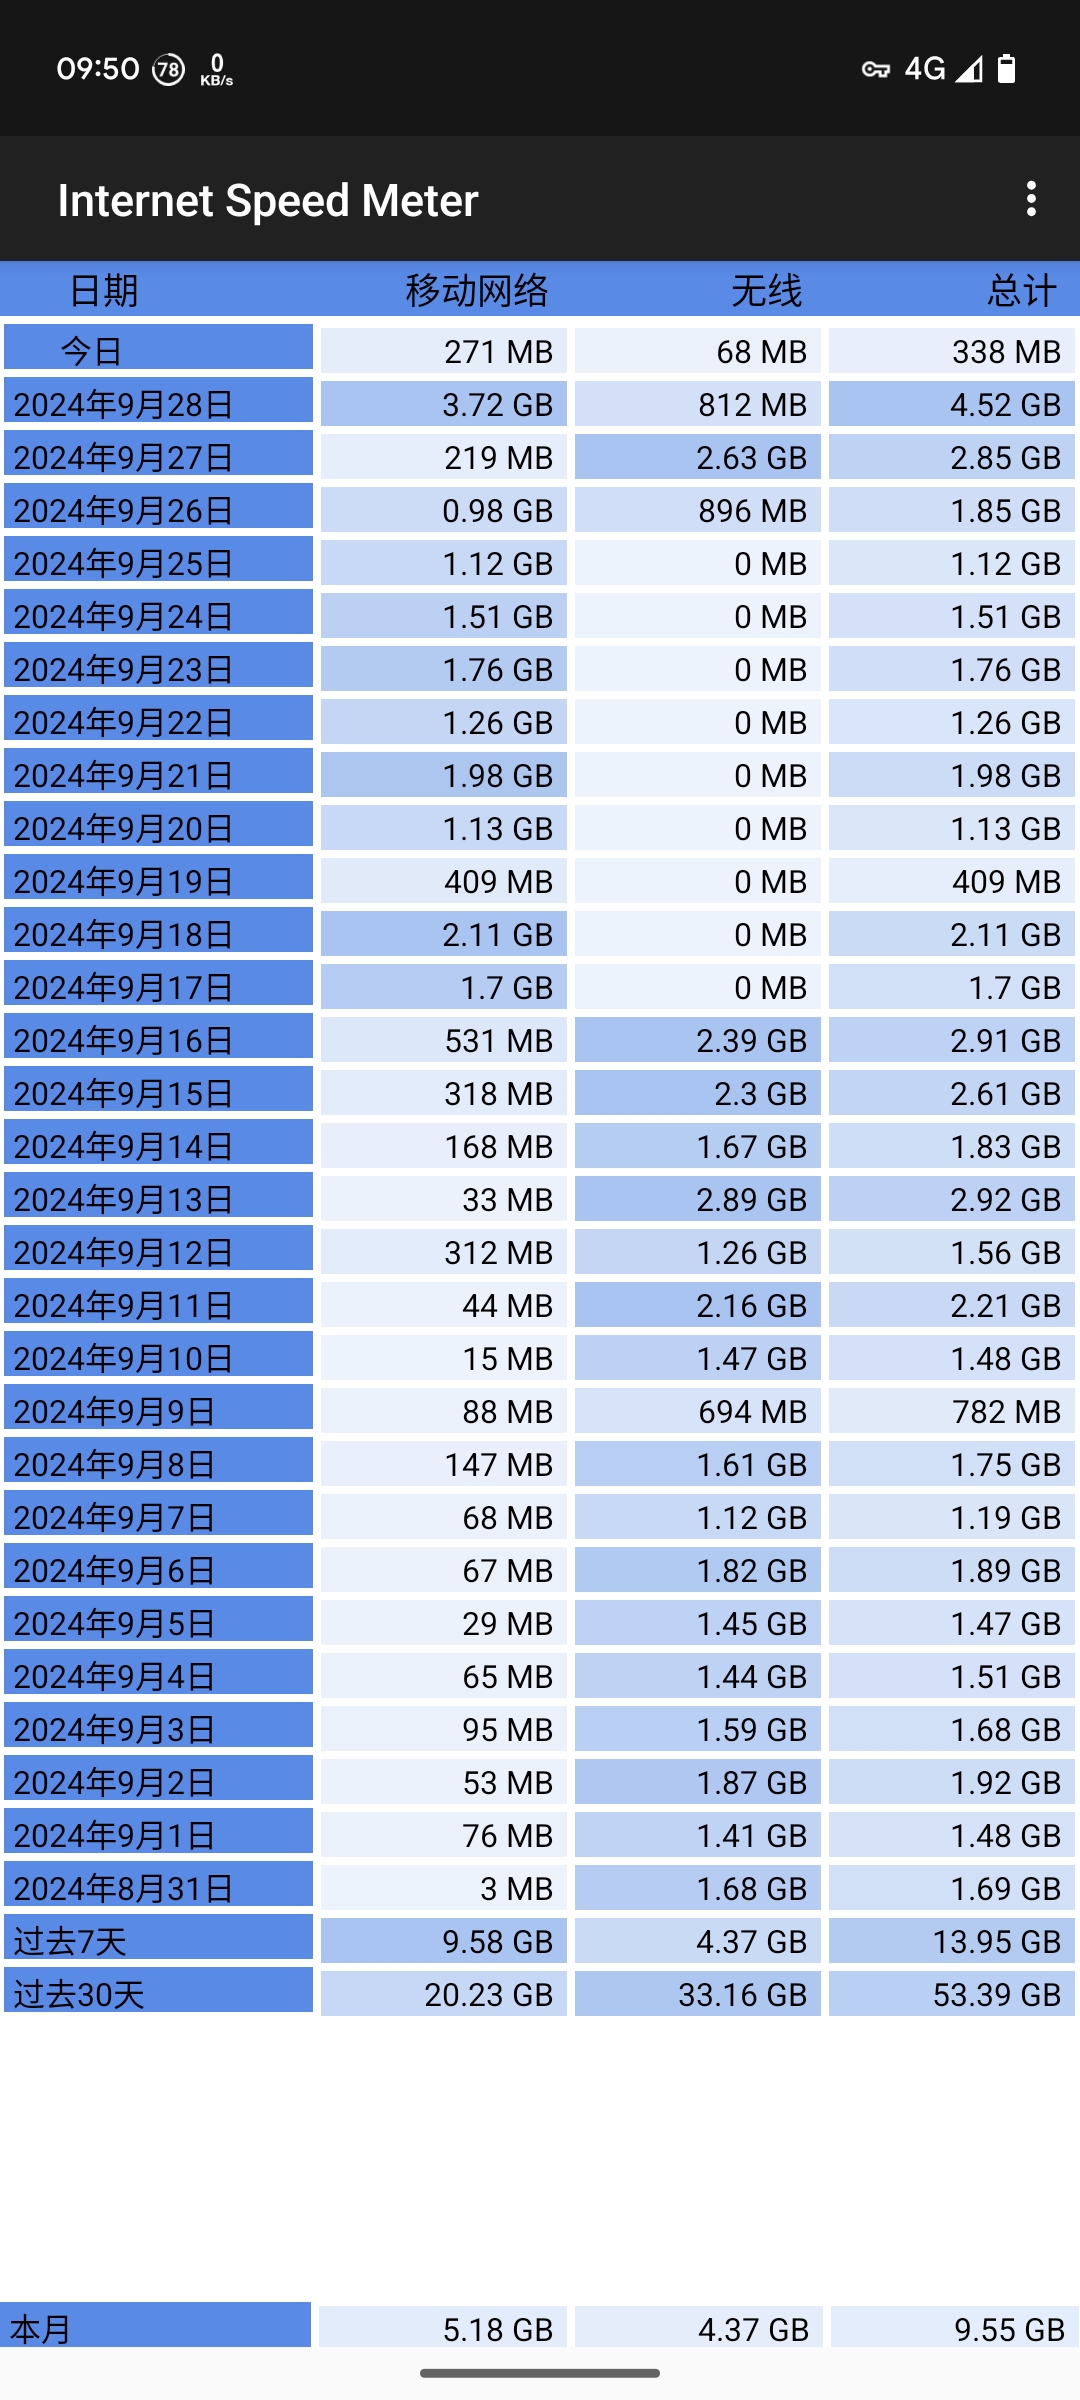 09:50 78 0 KB/s 4G
Internet Speed Meter
日期 移动网络 无线 总计
今日 271 MB 68 MB 338 MB
2024年9月28日 3.72 GB 812 MB 4.52 GB
2024年9月27日 219 MB 2.63 GB 2.85 GB
2024年9月26日 0.98 GB 896 MB 1.85 GB
2024年9月25日 1.12 GB 0 MB 1.12 GB
2024年9月24日 1.51 GB 0 MB 1.51 GB
2024年9月23日 1.76 GB 0 MB 1.76 GB
2024年9月22日 1.26 GB 0 MB 1.26 GB
2024年9月21日 1.98 GB 0 MB 1.98 GB
2024年9月20日 1.13 GB 0 MB 1.13 GB
2024年9月19日 409 MB 0 MB 409 MB
2024年9月18日 2.11 GB 0 MB 2.11 GB
2024年9月17日 1.7 GB 0 MB 1.7 GB
2024年9月16日 531 MB 2.39 GB 2.91 GB
2024年9月15日 318 MB 2.3 GB 2.61 GB
2024年9月14日 168 MB 1.67 GB 1.83 GB
2024年9月13日 33 MB 2.89 GB 2.92 GB
2024年9月12日 312 MB 1.26 GB 1.56 GB
2024年9月11日 44 MB 2.16 GB 2.21 GB
2024年9月10日 15 MB 1.47 GB 1.48 GB
2024年9月9日 88 MB 694 MB 782 MB
2024年9月8日 147 MB 1.61 GB 1.75 GB
2024年9月7日 68 MB 1.12 GB 1.19 GB
2024年9月6日 67 MB 1.82 GB 1.89 GB
2024年9月5日 29 MB 1.45 GB 1.47 GB
2024年9月4日 65 MB 1.44 GB 1.51 GB
2024年9月3日 95 MB 1.59 GB 1.68 GB
2024年9月2日 53 MB 1.87 GB 1.92 GB
2024年9月1日 76 MB 1.41 GB 1.48 GB
2024年8月31日 3 MB 1.68 GB 1.69 GB
过去7天 9.58 GB 4.37 GB 13.95 GB
过去30天 20.23 GB 33.16 GB 53.39 GB
本月 5.18 GB 4.37 GB 9.55 GB